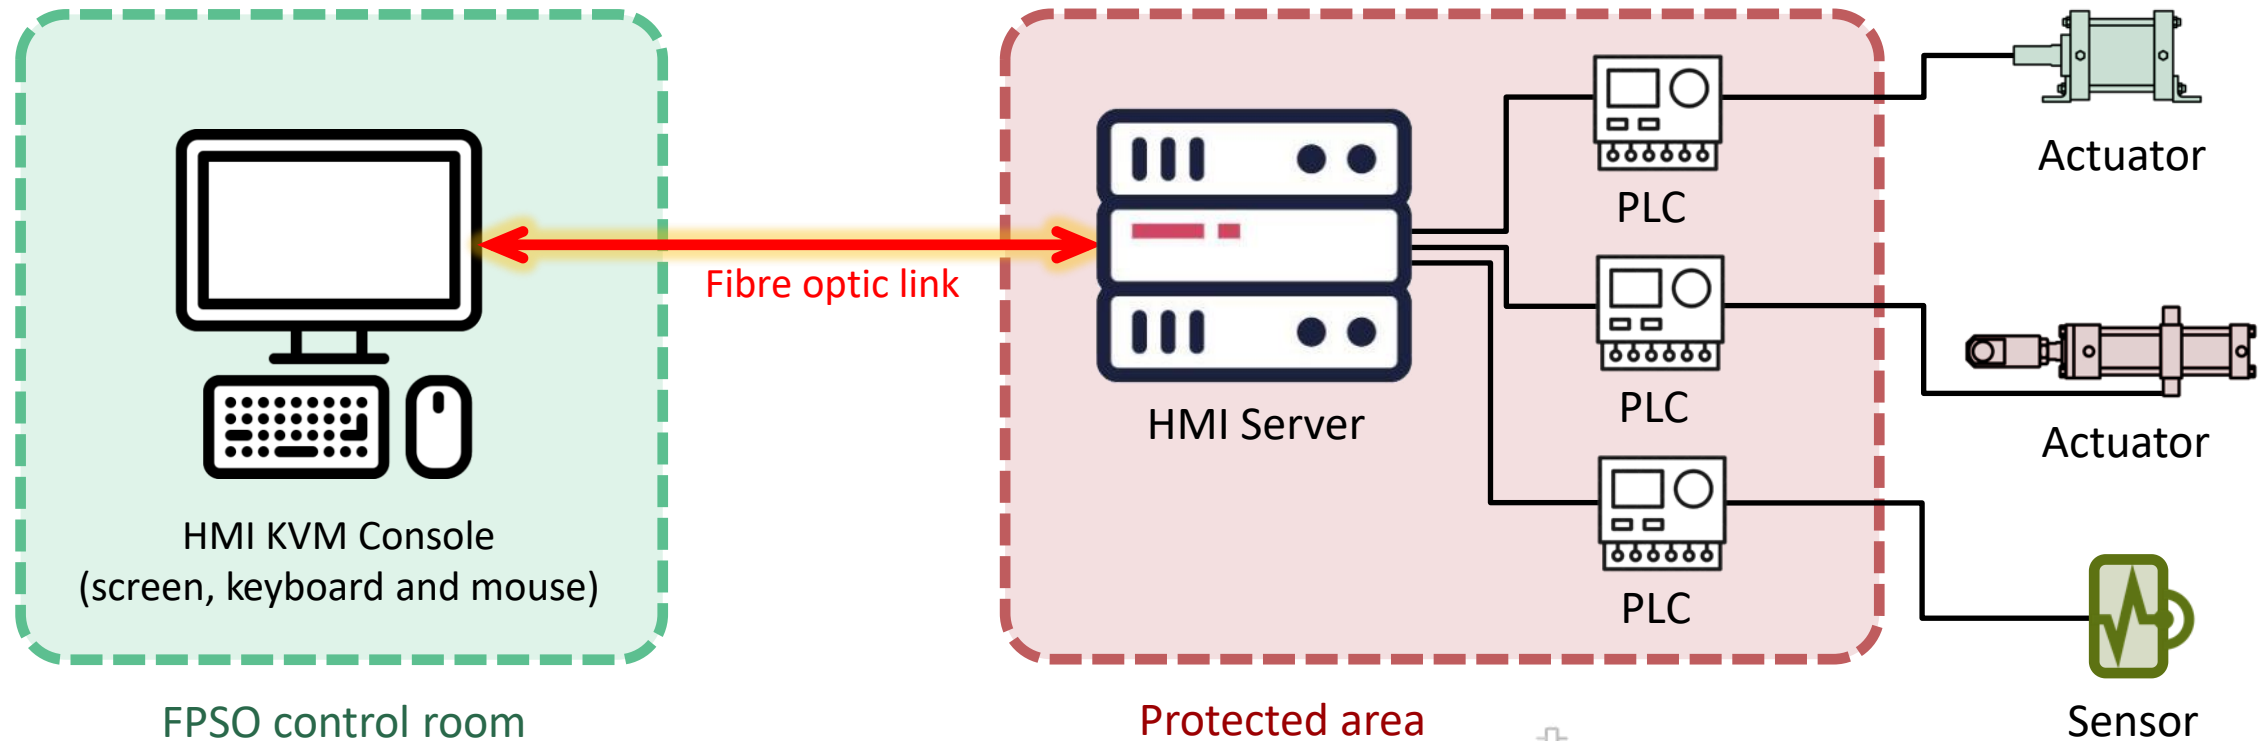 HMI KVM Console
(screen, keyboard and mouse)
FPSO control room
Fibre optic link
HMI Server
PLC
PLC
PLC
Protected area
Actuator
Actuator
Sensor